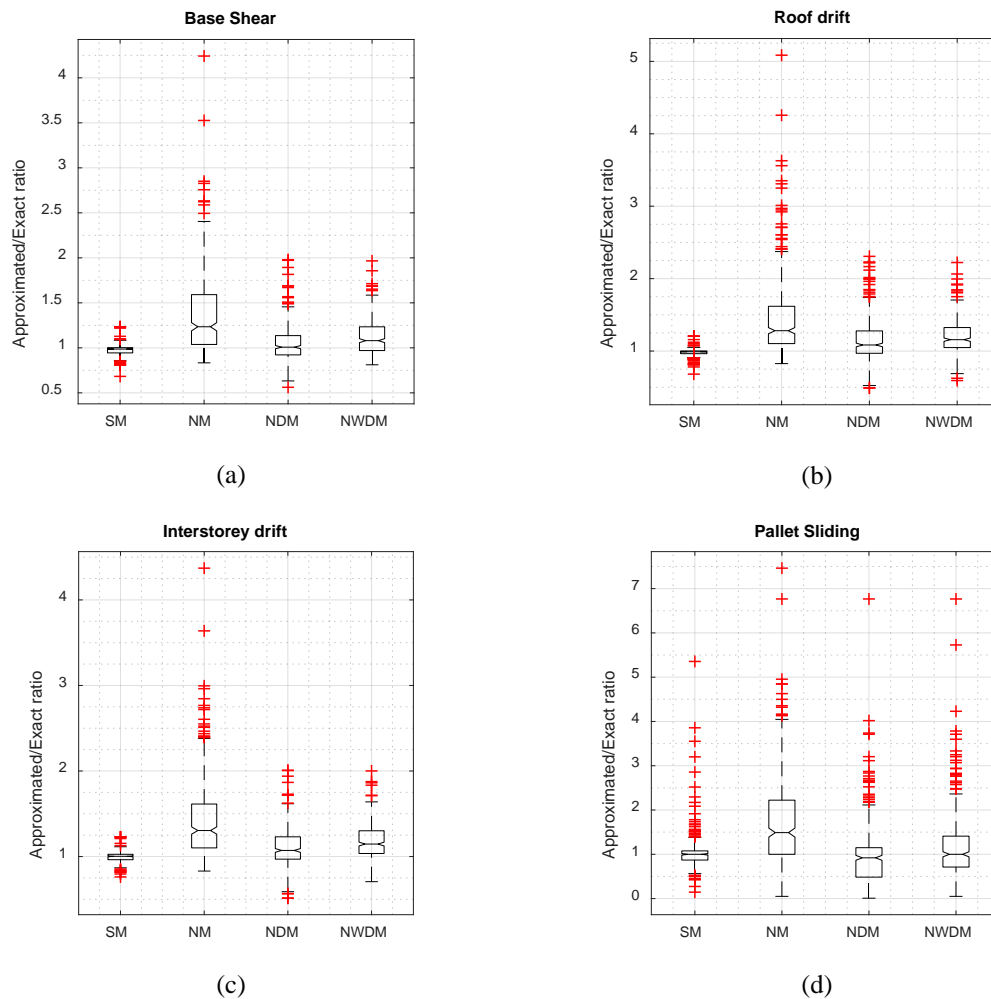 Base Shear
Approximated/Exact ratio
4
3.5
3
2.5
2
1.5
1
0.5
SM NM NDM NWDM
(a)
Roof drift
Approximated/Exact ratio
5
4
3
2
1
SM NM NDM NWDM
(b)
Interstorey drift
Approximated/Exact ratio
4
3
2
1
SM NM NDM NWDM
(c)
Pallet Sliding
Approximated/Exact ratio
7
6
5
4
3
2
1
0
SM NM NDM NWDM
(d)